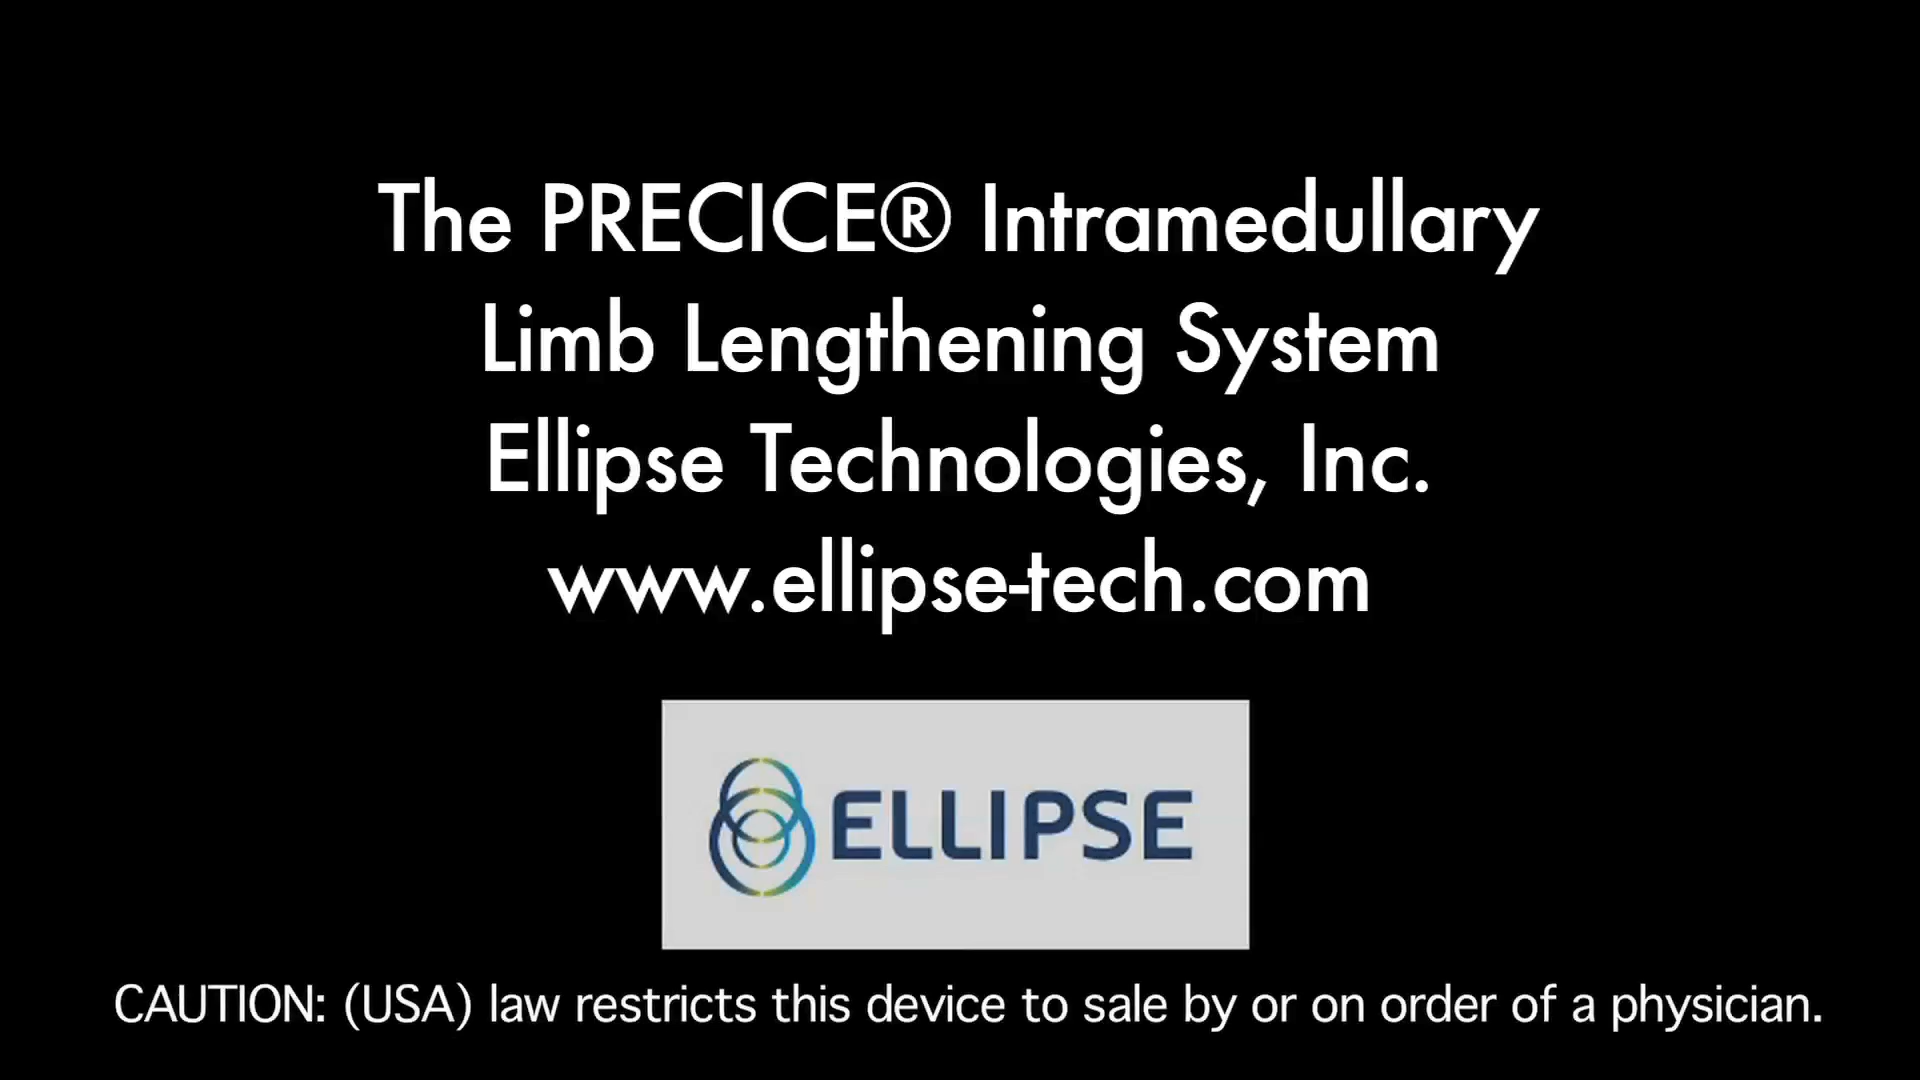 The PRECICE® Intramedullary
Limb Lengthening System
Ellipse Technologies, Inc.
www.ellipse-tech.com
ELLIPSE
CAUTION: (USA) law restricts this device to sale by or on order of a physician.